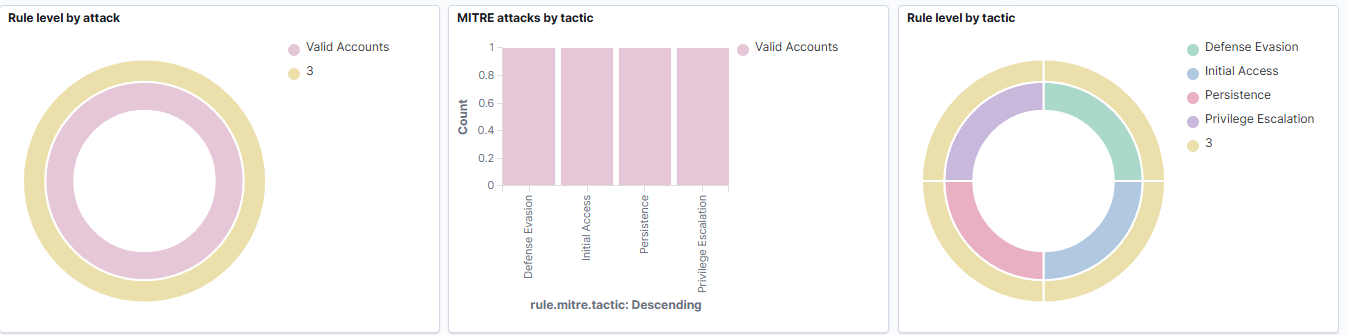 Rule level by attack
Valid Accounts
3
MITRE attacks by tactic
1
0.8
0.6
0.4
0.2
0
Count
Defense Evasion
Initial Access
Persistence
Privilege Escalation
rule.mitre.tactic: Descending
Valid Accounts
Rule level by tactic
Defense Evasion
Initial Access
Persistence
Privilege Escalation
3